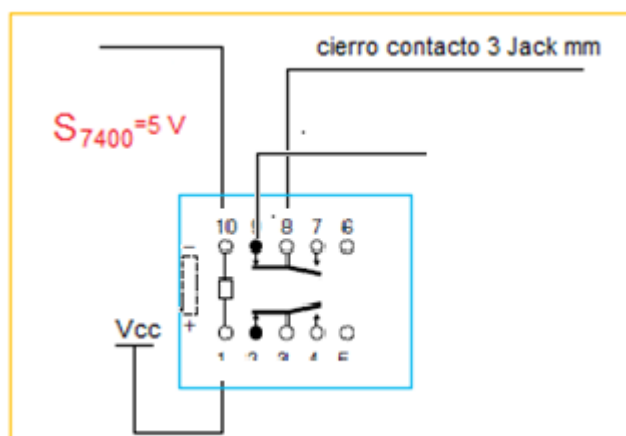 cierro contacto 3 Jack mm
S7400=5 V
10 9 8 7 6
−
+
Vcc
1 2 3 4 5